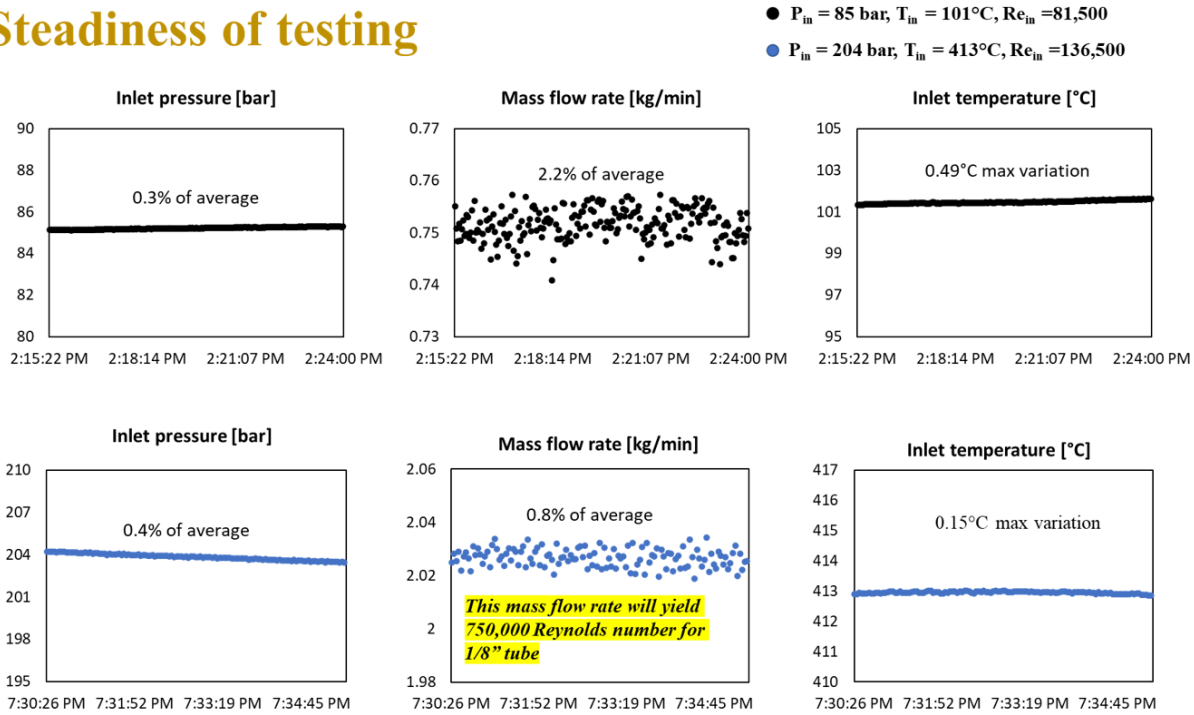 Steadiness of testing
P_in = 85 bar, T_in = 101°C, Re_in =81,500
P_in = 204 bar, T_in = 413°C, Re_in =136,500
Inlet pressure [bar]
90
88
86
84
82
80
0.3% of average
2:15:22 PM 2:18:14 PM 2:21:07 PM 2:24:00 PM
Mass flow rate [kg/min]
0.77
0.76
0.75
0.74
0.73
2.2% of average
2:15:22 PM 2:18:14 PM 2:21:07 PM 2:24:00 PM
Inlet temperature [°C]
105
103
101
99
97
95
0.49°C max variation
2:15:22 PM 2:18:14 PM 2:21:07 PM 2:24:00 PM
Inlet pressure [bar]
210
207
204
201
198
195
0.4% of average
7:30:26 PM 7:31:52 PM 7:33:19 PM 7:34:45 PM
Mass flow rate [kg/min]
2.06
2.04
2.02
2
1.98
0.8% of average
This mass flow rate will yield
750,000 Reynolds number for
1/8” tube
7:30:26 PM 7:31:52 PM 7:33:19 PM 7:34:45 PM
Inlet temperature [°C]
417
416
415
414
413
412
411
410
0.15°C max variation
7:30:26 PM 7:31:52 PM 7:33:19 PM 7:34:45 PM